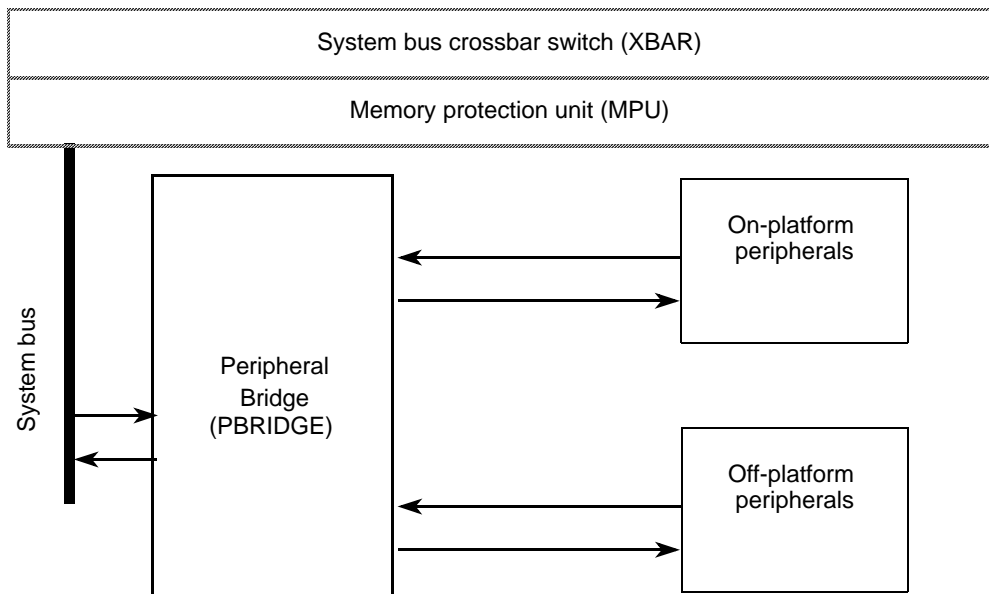 System bus crossbar switch (XBAR)
Memory protection unit (MPU)
On-platform
peripherals
System bus
Peripheral
Bridge
(PBRIDGE)
Off-platform
peripherals